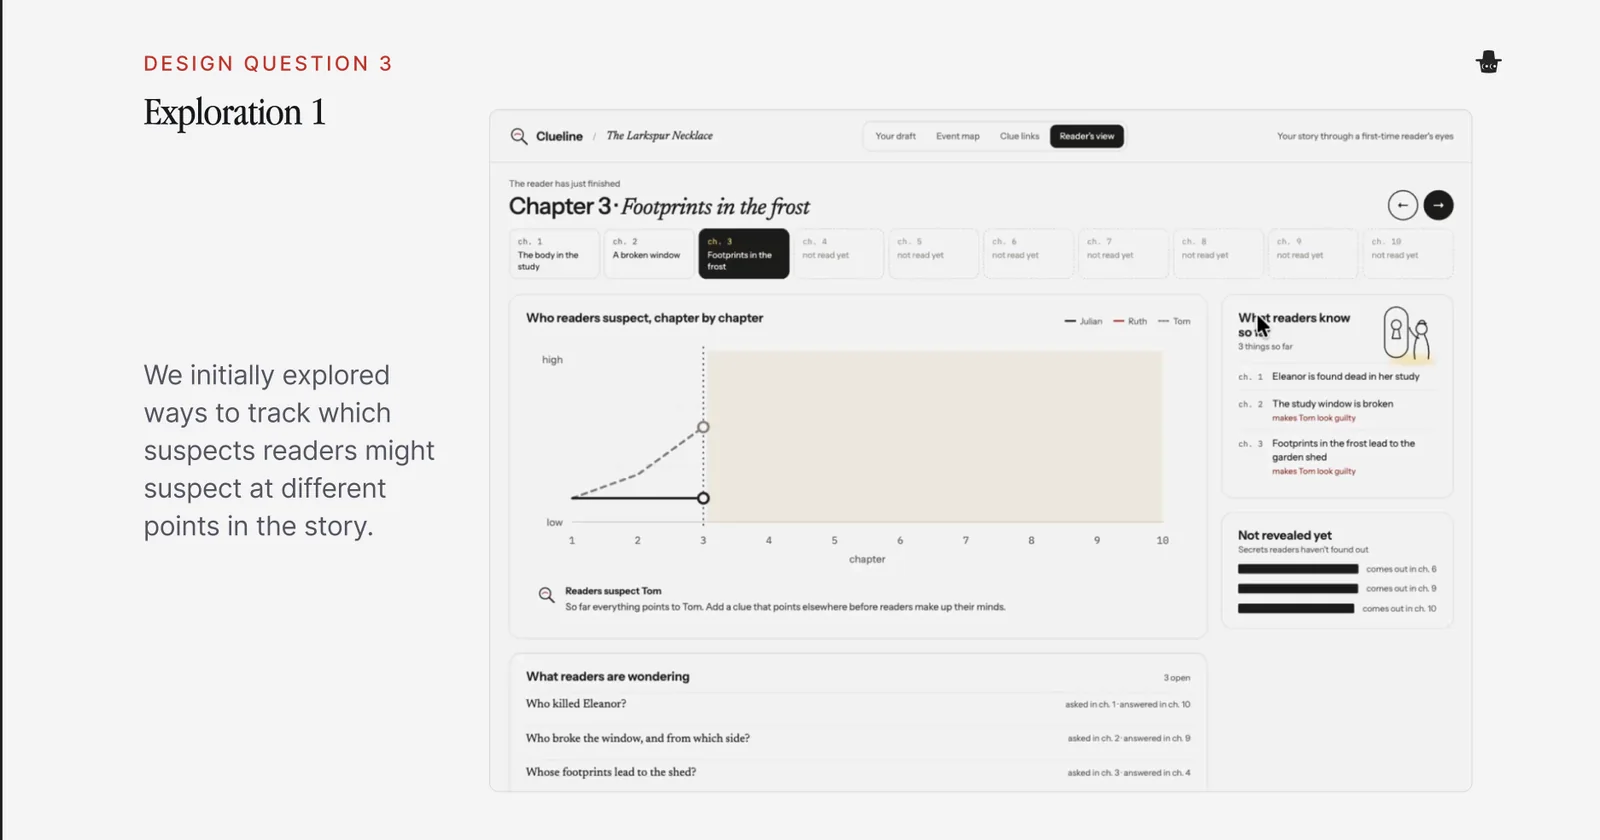 DESIGN QUESTION 3
Exploration 1
We initially explored
ways to track which
suspects readers might
suspect at different
points in the story.
Clueline / The Larkspur Necklace
Your draft Event map Clue links Reader's view
Your story through a first-time reader's eyes
The reader has just finished
Chapter 3 · Footprints in the frost
← →
ch. 1
The body in the
study
ch. 2
A broken window
ch. 3
Footprints in the
frost
ch. 4
not read yet
ch. 5
not read yet
ch. 6
not read yet
ch. 7
not read yet
ch. 8
not read yet
ch. 9
not read yet
ch. 10
not read yet
Who readers suspect, chapter by chapter
Julian Ruth Tom
high
low
1 2 3 4 5 6 7 8 9 10
chapter
Readers suspect Tom
So far everything points to Tom. Add a clue that points elsewhere before readers make up their minds.
What readers know
so
3 things so far
ch. 1 Eleanor is found dead in her study
ch. 2 The study window is broken
makes Tom look guilty
ch. 3 Footprints in the frost lead to the
garden shed
makes Tom look guilty
Not revealed yet
Secrets readers haven't found out
comes out in ch. 6
comes out in ch. 9
comes out in ch. 10
What readers are wondering
3 open
Who killed Eleanor?
asked in ch. 1 · answered in ch. 10
Who broke the window, and from which side?
asked in ch. 2 · answered in ch. 9
Whose footprints lead to the shed?
asked in ch. 3 · answered in ch. 4